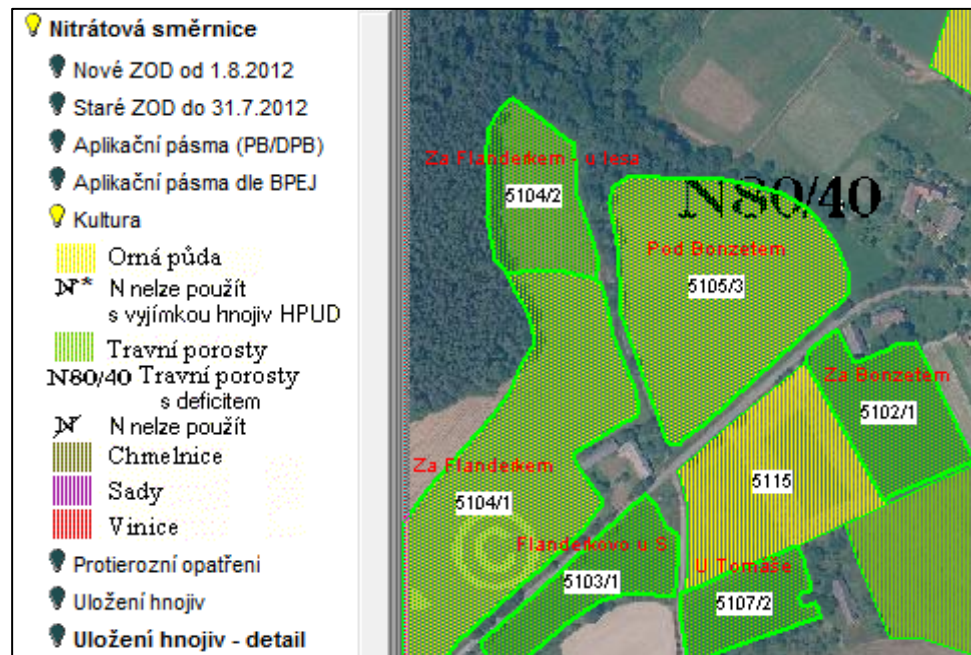 Nitrátová směrnice
Nové ZOD od 1.8.2012
Staré ZOD do 31.7.2012
Aplikační pásma (PB/DPB)
Aplikační pásma dle BPEJ
Kultura
Orná půda
N* N nelze použít
s vyjímkou hnojiv HPUD
Travní porosty
N80/40 Travní porosty
s deficitem
N N nelze použít
Chmelnice
Sady
Vinice
Protierozní opatření
Uložení hnojiv
Uložení hnojiv - detail
Za Flanderkem - u lesa
5104/2
N80/40
Pod Bonzetem
5105/3
Za Bonzetem
5102/1
Za Flanderkem
5104/1
5115
Flanderkovo u S
5103/1
U Tomaše
5107/2
©